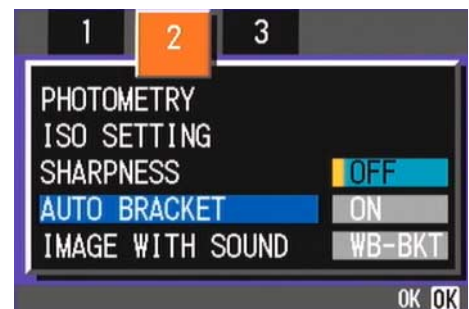 1 2 3
PHOTOMETRY
ISO SETTING
SHARPNESS OFF
AUTO BRACKET ON
IMAGE WITH SOUND WB-BKT
OK OK